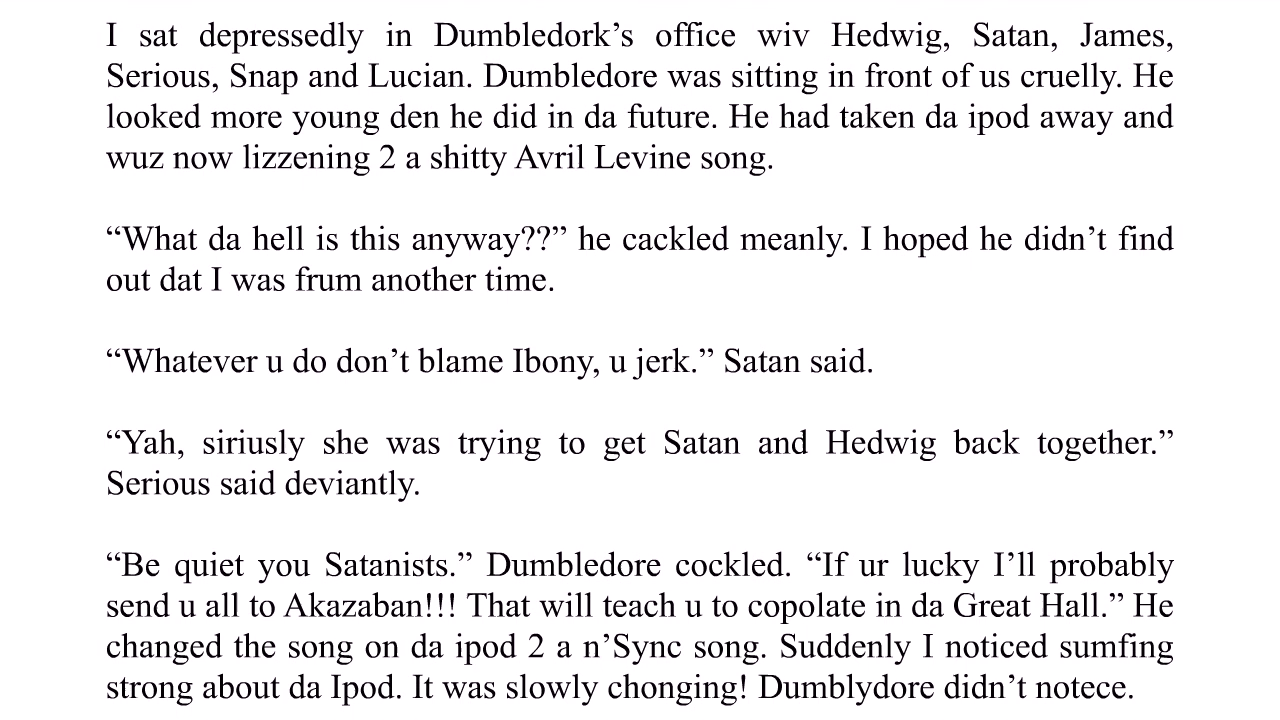 I sat depressedly in Dumbledork’s office wiv Hedwig, Satan, James,
Serious, Snap and Lucian. Dumbledore was sitting in front of us cruelly. He
looked more young den he did in da future. He had taken da ipod away and
wuz now lizzening 2 a shitty Avril Levine song.
“What da hell is this anyway??” he cackled meanly. I hoped he didn’t find
out dat I was frum another time.
“Whatever u do don’t blame Ibony, u jerk.” Satan said.
“Yah, siriusly she was trying to get Satan and Hedwig back together.”
Serious said deviantly.
“Be quiet you Satanists.” Dumbledore cockled. “If ur lucky I’ll probably
send u all to Akazaban!!! That will teach u to copolate in da Great Hall.” He
changed the song on da ipod 2 a n’Sync song. Suddenly I noticed sumfing
strong about da Ipod. It was slowly chonging! Dumblydore didn’t notece.